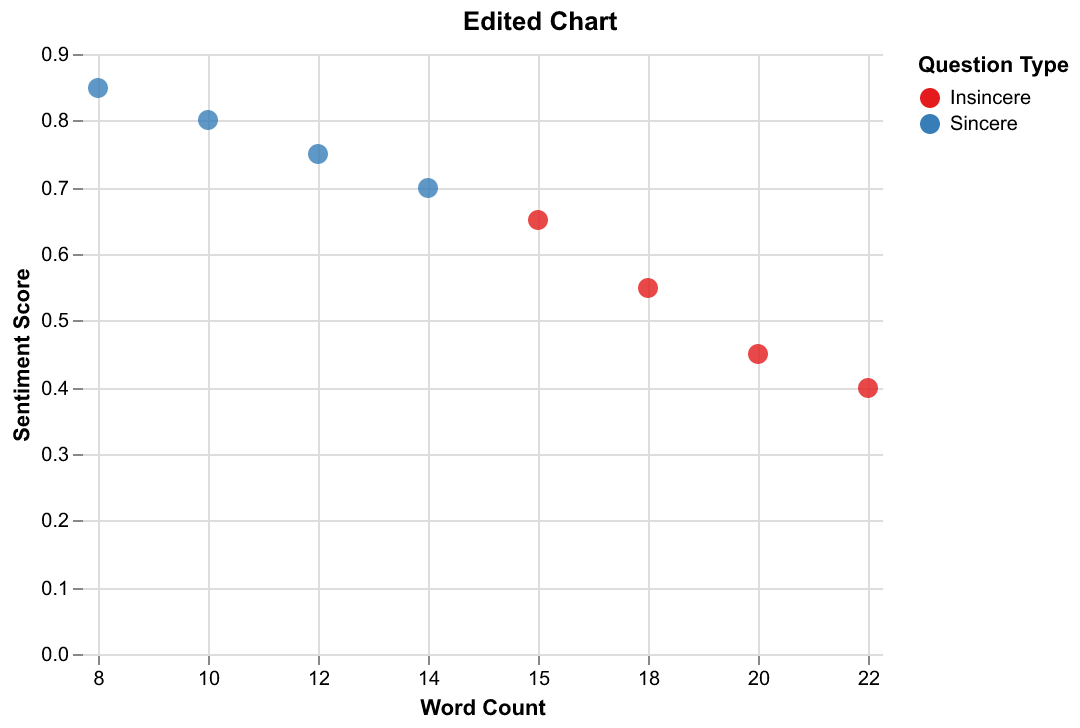 Edited Chart
Question Type
Insincere
Sincere
Sentiment Score
0.9
0.8
0.7
0.6
0.5
0.4
0.3
0.2
0.1
0.0
8 10 12 14 15 18 20 22
Word Count